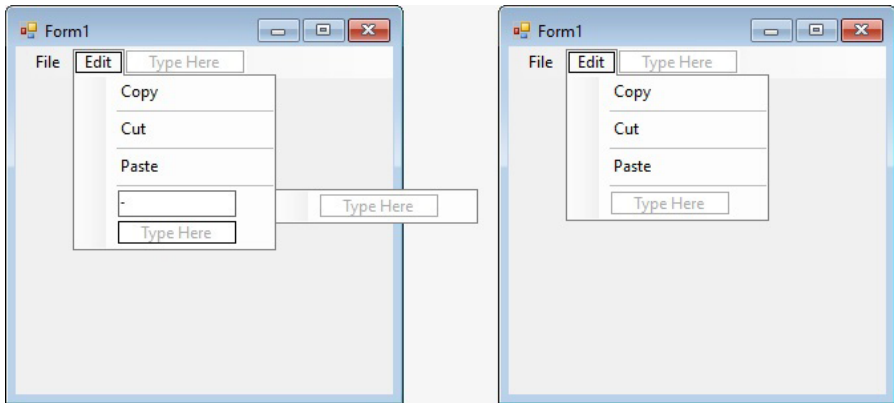 Form1
File Edit Type Here
Copy
Cut
Paste
-
Type Here
Type Here
Form1
File Edit Type Here
Copy
Cut
Paste
Type Here